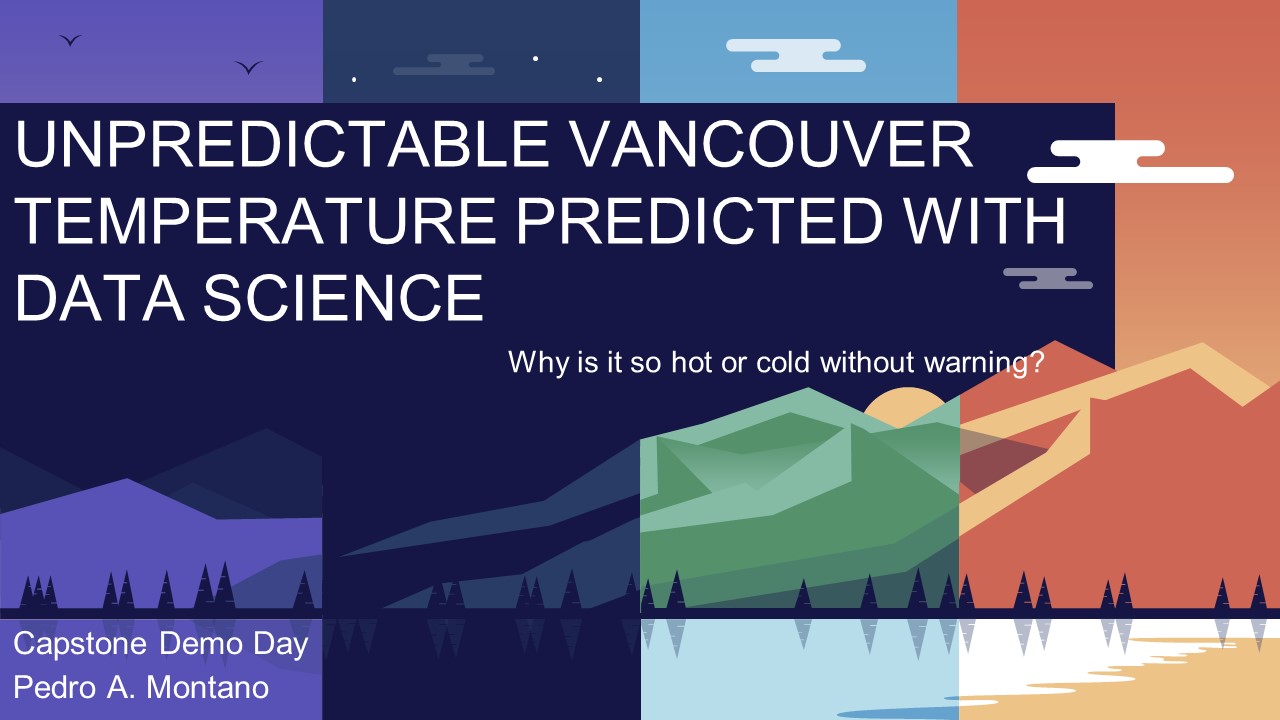 UNPREDICTABLE VANCOUVER
TEMPERATURE PREDICTED WITH
DATA SCIENCE
Why is it so hot or cold without warning?
Capstone Demo Day
Pedro A. Montano